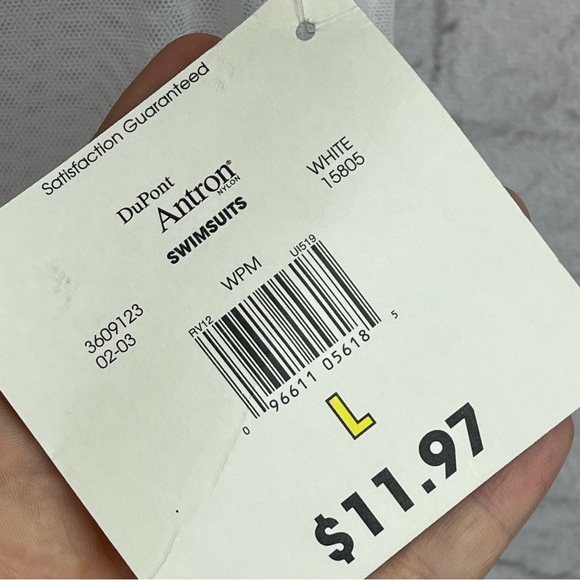 Satisfaction Guaranteed
DuPont
Antron®
NYLON
SWIMSUITS
WHITE
15805
3609123
02-03
WPM
RV12
UI519
0 96611 05618 5
L
$11.97